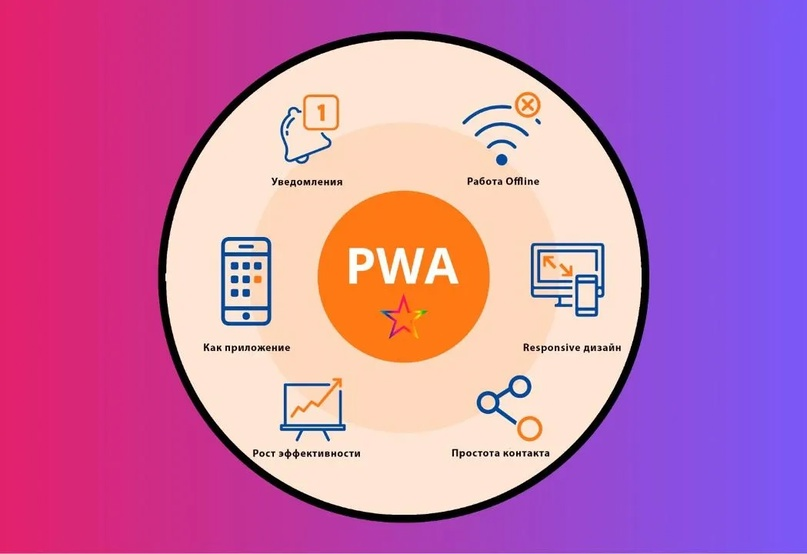 1
Уведомления
Работа Offline
PWA
Как приложение
Responsive дизайн
Рост эффективности
Простота контакта